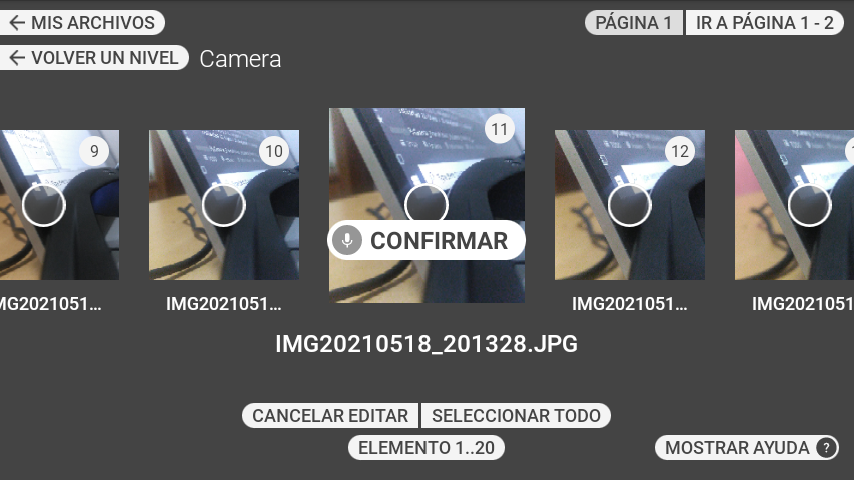 MIS ARCHIVOS
PÁGINA 1
IR A PÁGINA 1 - 2
VOLVER UN NIVEL
Camera
9
10
11
12
CONFIRMAR
MG2021051...
IMG2021051...
IMG2021051...
IMG2021051
IMG20210518_201328.JPG
CANCELAR EDITAR
SELECCIONAR TODO
ELEMENTO 1..20
MOSTRAR AYUDA ?